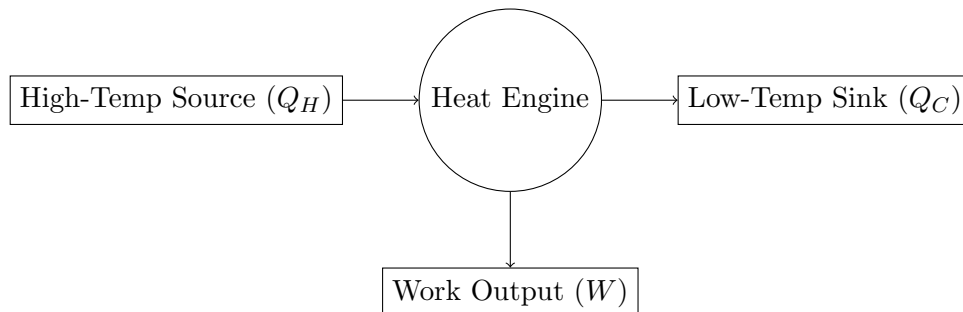 High-Temp Source (Q_H)
Heat Engine
Low-Temp Sink (Q_C)
Work Output (W)